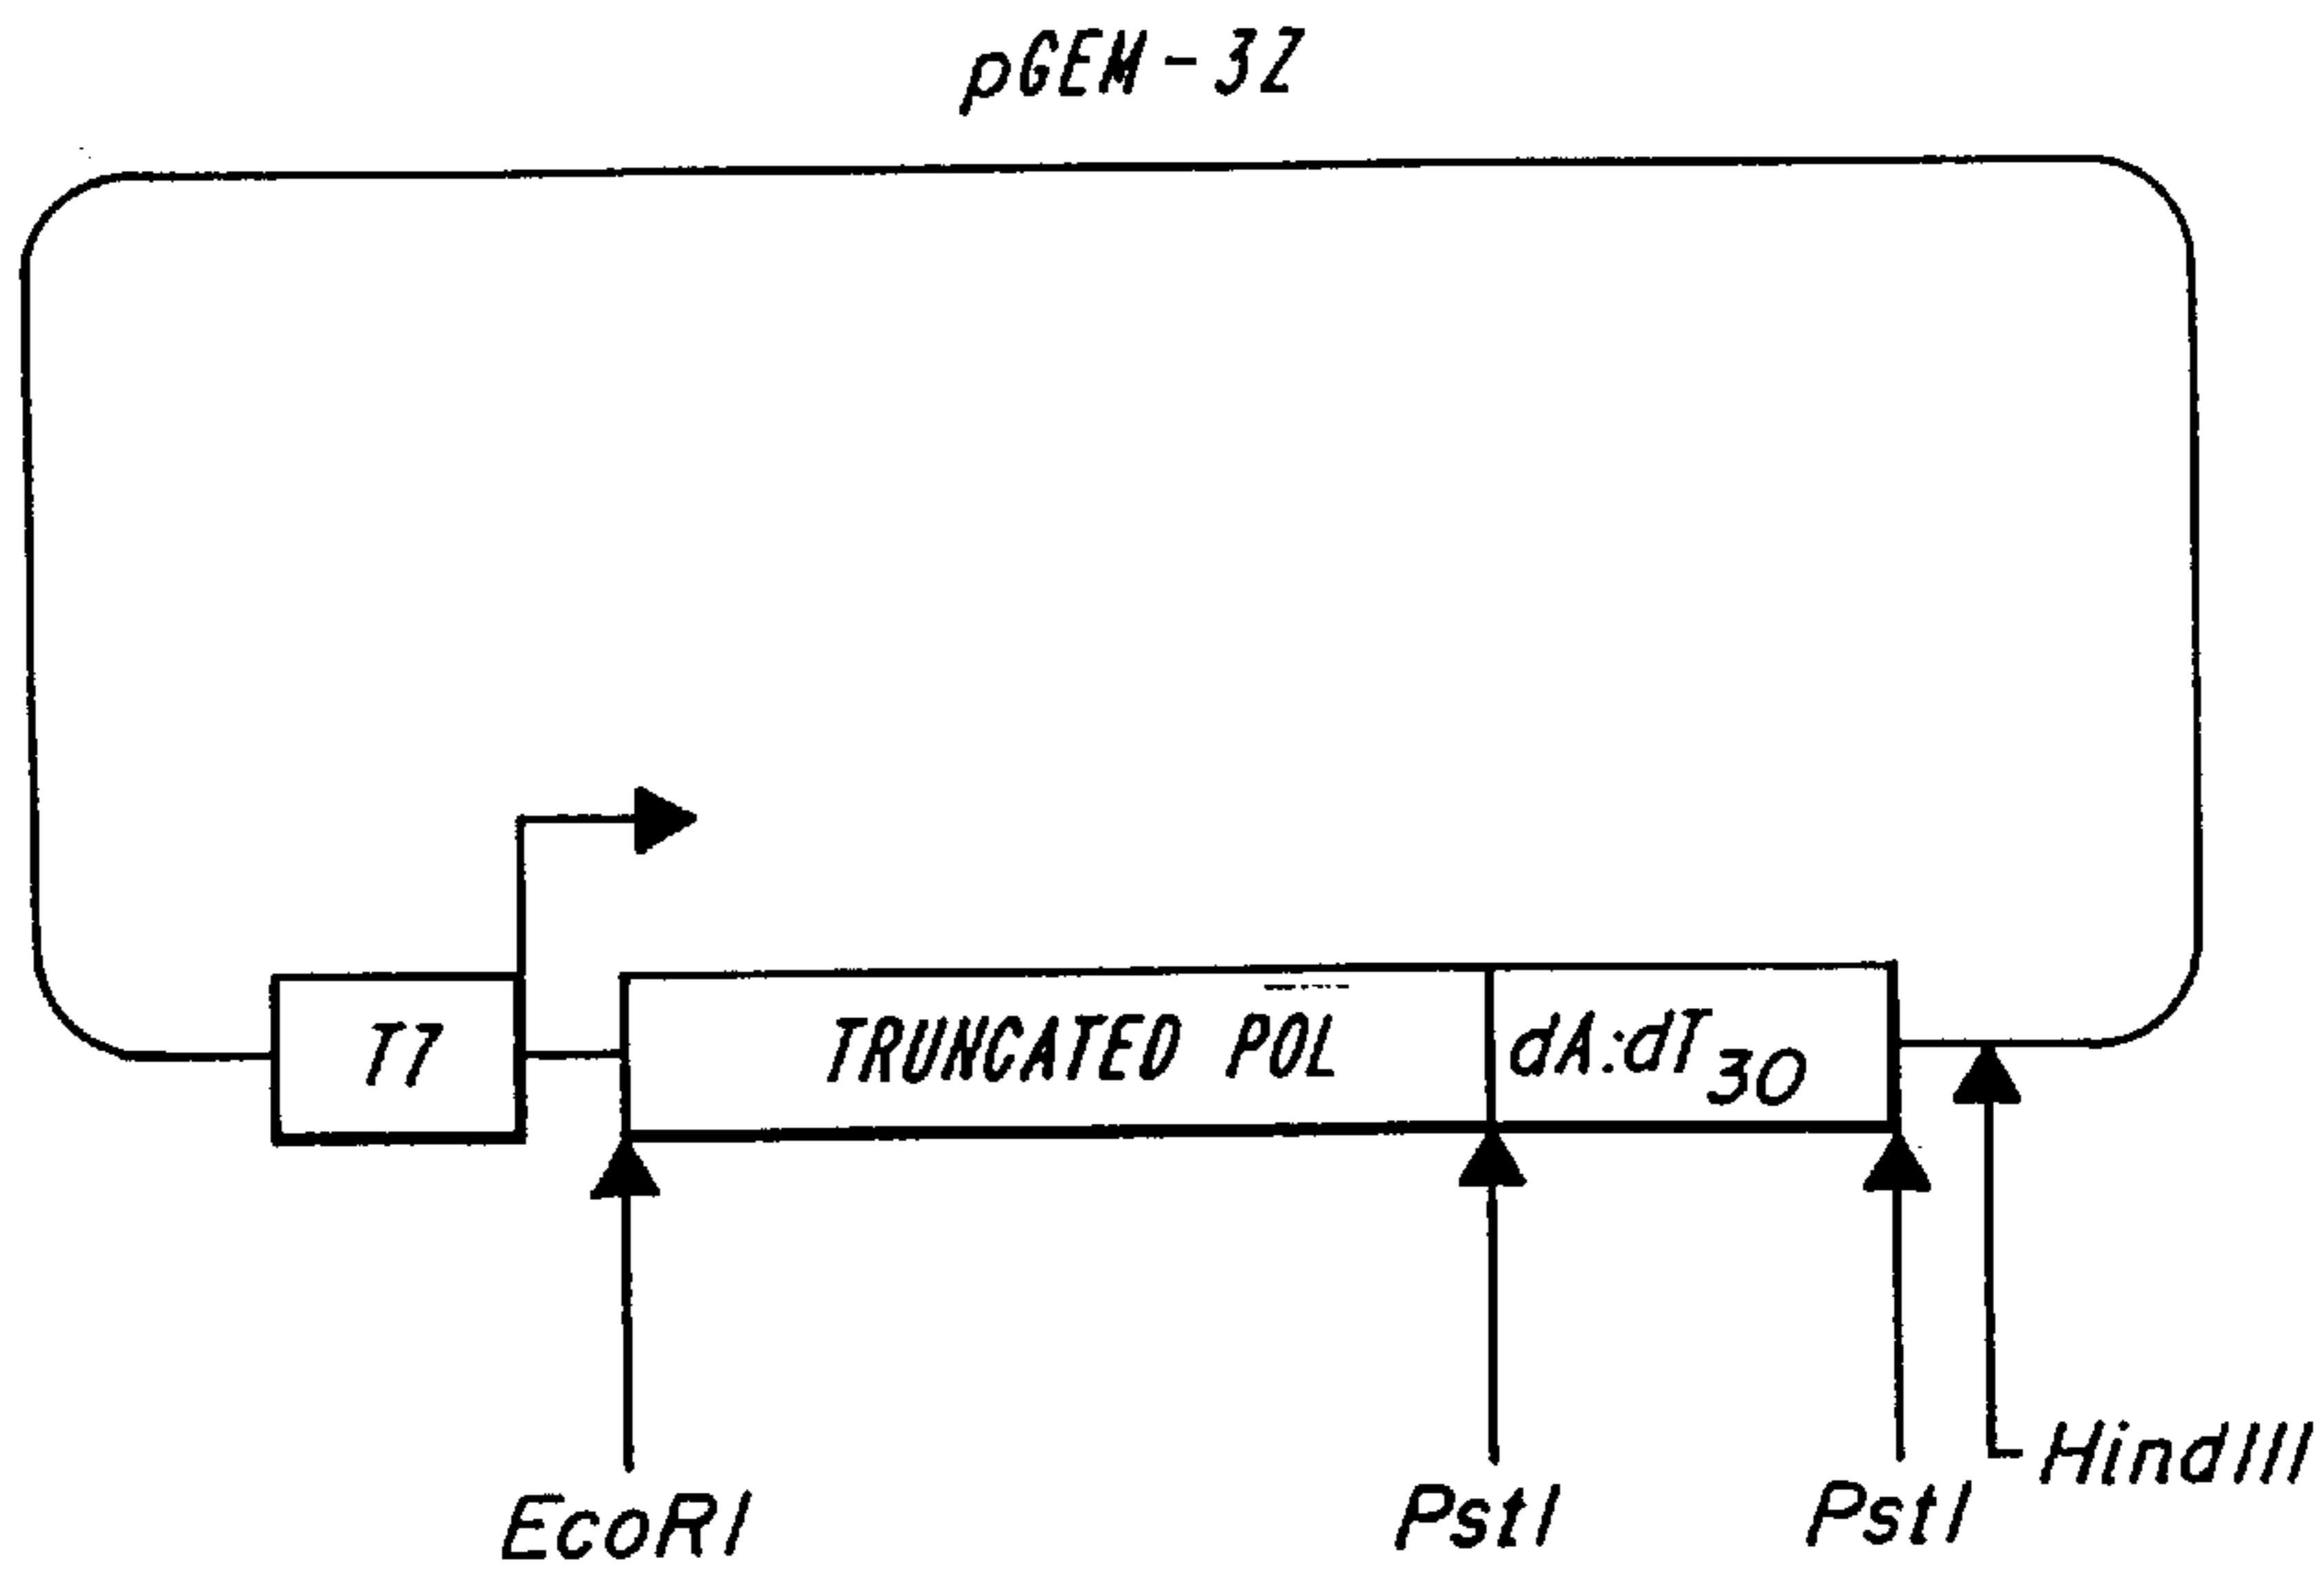 pGEM-3Z
T7
TRUNCATED POL
dA:dT30
HindIII
EcoRI
PstI
PstI